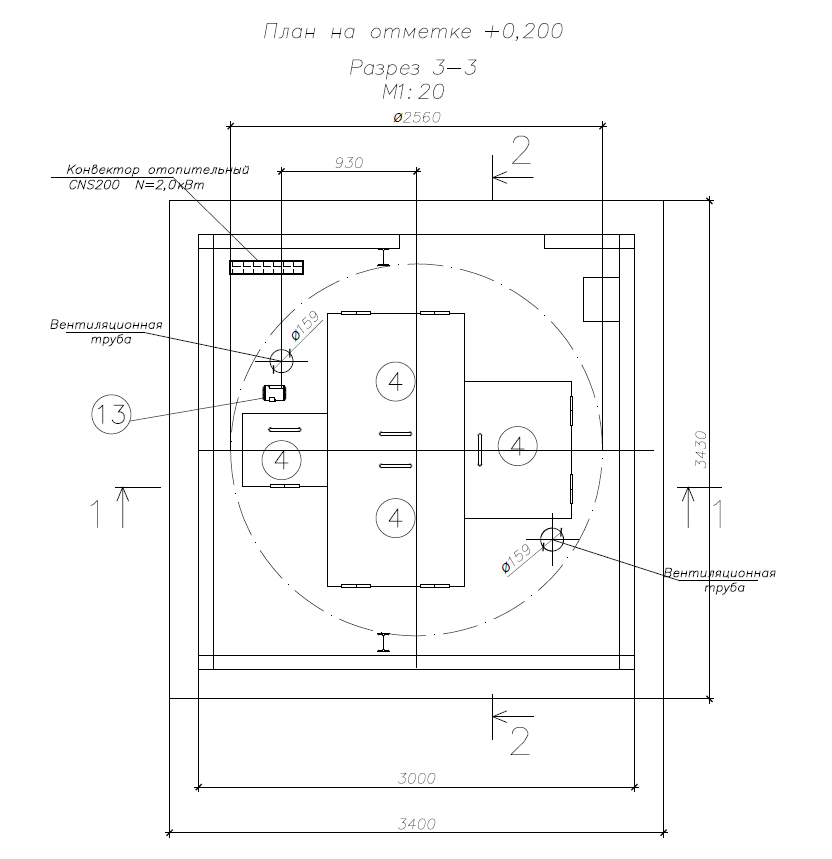 План на отметке +0,200
Разрез 3-3
М1:20
ø2560
2
930
Конвектор отопительный
CNS200 N=2,0кВт
Вентиляционная
труба
ø159
4
13
4
4
3430
1
4
1
ø159
Вентиляционная
труба
2
3000
3400